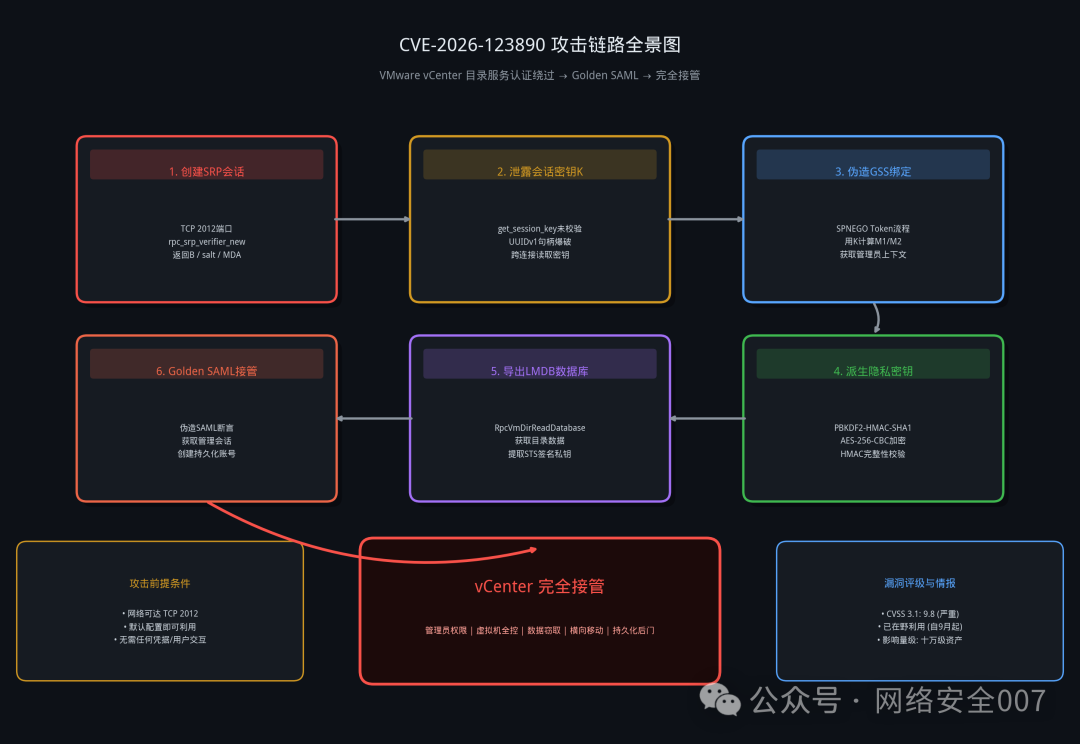 CVE-2026-123890 攻击链路全景图
VMware vCenter 目录服务认证绕过 → Golden SAML → 完全接管
1. 创建SRP会话
TCP 2012端口
rpc_srp_verifier_new
返回B / salt / MDA
2. 泄露会话密钥K
get_session_key未校验
UUIDv1句柄爆破
跨连接读取密钥
3. 伪造GSS绑定
SPNEGO Token流程
用K计算M1/M2
获取管理员上下文
6. Golden SAML接管
伪造SAML断言
获取管理会话
创建持久化账号
5. 导出LMDB数据库
RpcVmDirReadDatabase
获取目录数据
提取STS签名私钥
4. 派生隐私密钥
PBKDF2-HMAC-SHA1
AES-256-CBC加密
HMAC完整性校验
攻击前提条件
• 网络可达 TCP 2012
• 默认配置即可利用
• 无需任何凭据/用户交互
vCenter 完全接管
管理员权限 | 虚拟机全控 | 数据窃取 | 横向移动 | 持久化后门
漏洞评级与情报
• CVSS 3.1: 9.8 (严重)
• 已在野利用 (自9月起)
• 影响量级: 十万级资产
公众号 · 网络安全007